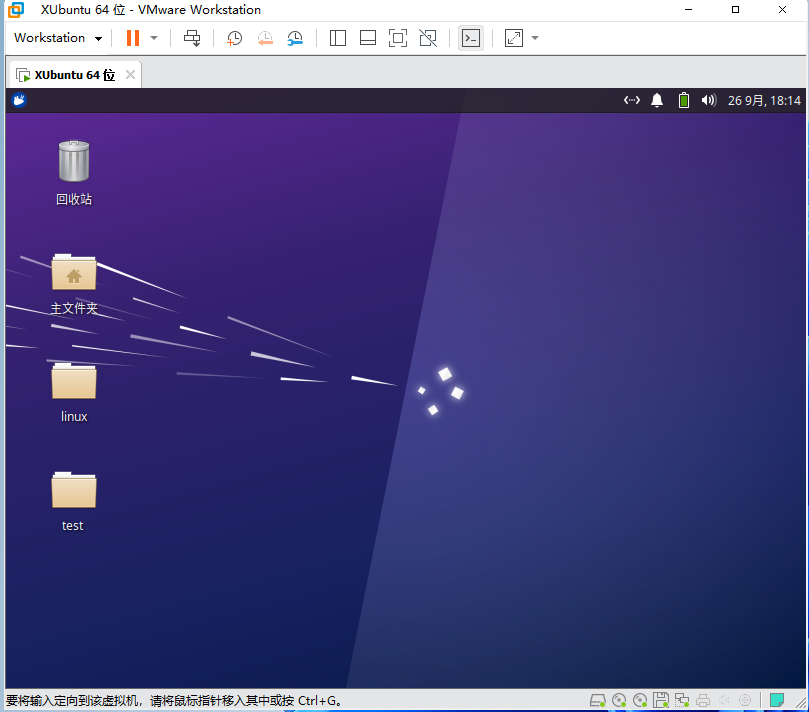 XUbuntu 64 位 - VMware Workstation
Workstation
XUbuntu 64 位
26 9月, 18:14
回收站
主文件夹
linux
test
要将输入定向到该虚拟机，请将鼠标指针移入其中或按 Ctrl+G。